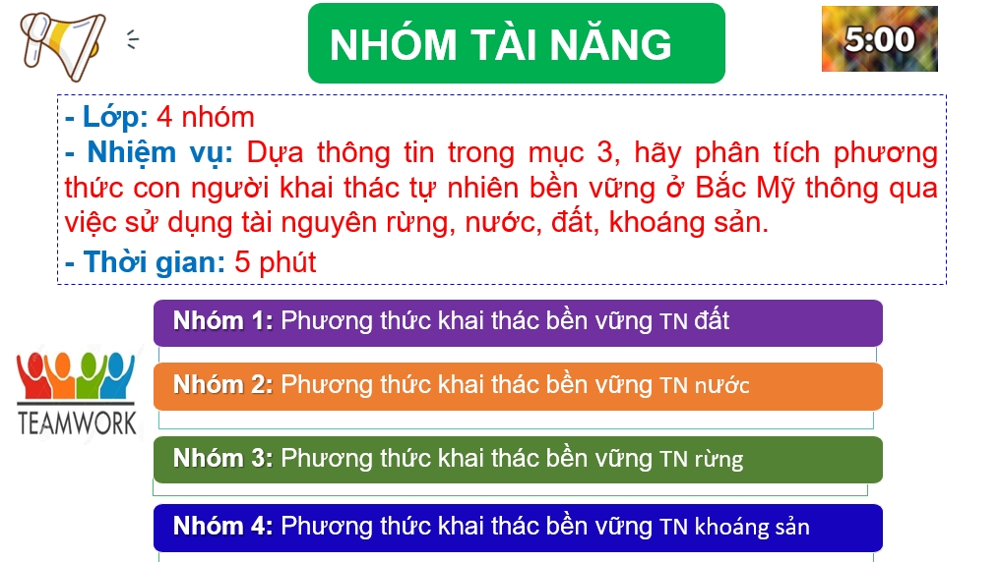 NHÓM TÀI NĂNG
5:00
- Lớp: 4 nhóm
- Nhiệm vụ: Dựa thông tin trong mục 3, hãy phân tích phương
thức con người khai thác tự nhiên bền vững ở Bắc Mỹ thông qua
việc sử dụng tài nguyên rừng, nước, đất, khoáng sản.
- Thời gian: 5 phút
Nhóm 1: Phương thức khai thác bền vững TN đất
Nhóm 2: Phương thức khai thác bền vững TN nước
TEAMWORK
Nhóm 3: Phương thức khai thác bền vững TN rừng
Nhóm 4: Phương thức khai thác bền vững TN khoáng sản